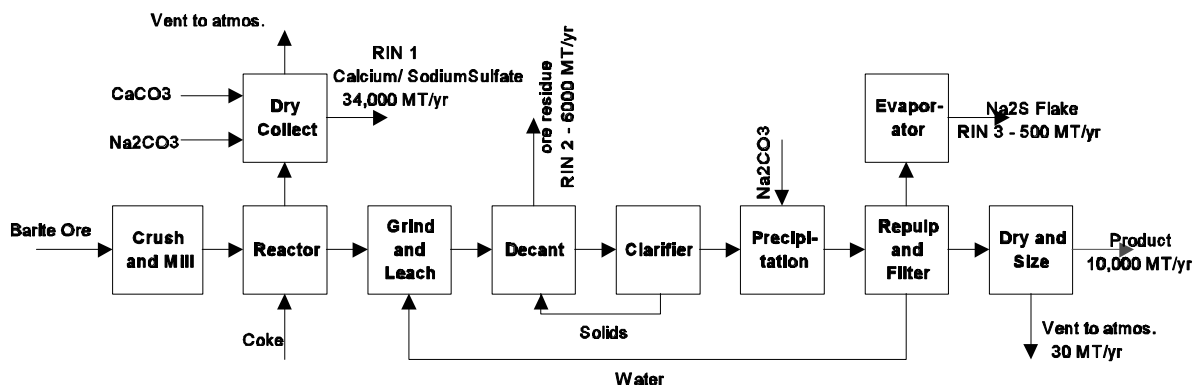 Vent to atmos.
RIN 1
Calcium/ SodiumSulfate
34,000 MT/yr
CaCO3
Na2CO3
Dry
Collect
ore residue
RIN 2 - 6000 MT/yr
Na2CO3
Evapor-
ator
Na2S Flake
RIN 3 - 500 MT/yr
Barite Ore
Crush
and Mill
Reactor
Grind
and
Leach
Decant
Clarifier
Precipi-
tation
Repulp
and
Filter
Dry and
Size
Product
10,000 MT/yr
Coke
Solids
Water
Vent to atmos.
30 MT/yr